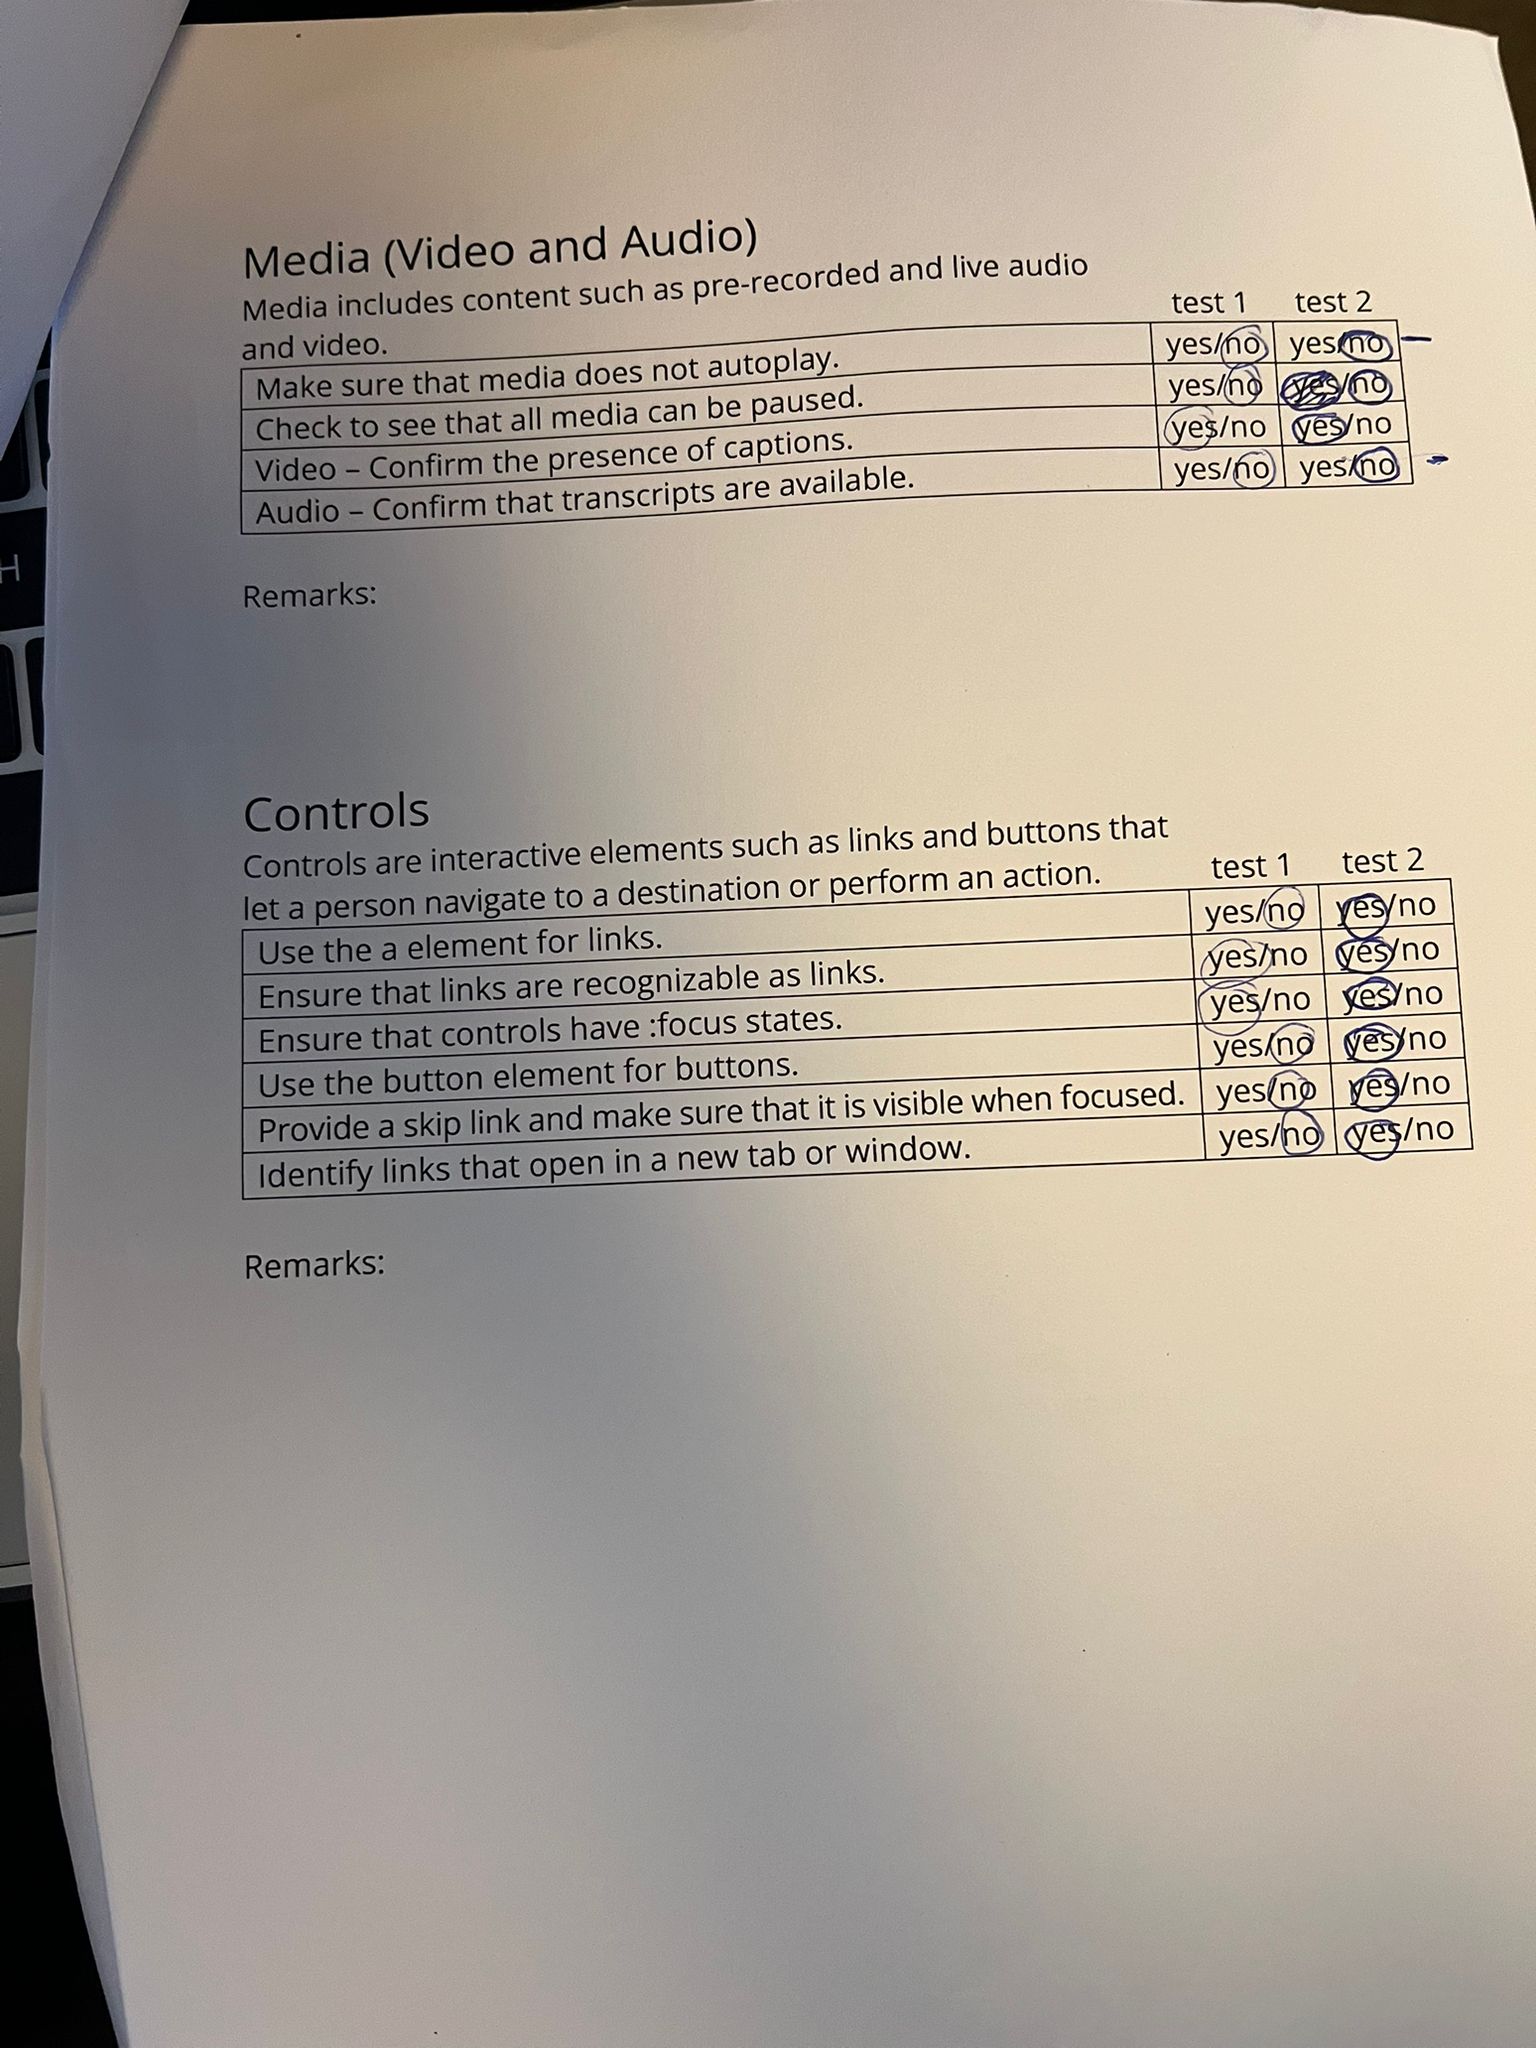 H
Media (Video and Audio)
Media includes content such as pre-recorded and live audio
and video.
test 1 test 2
Make sure that media does not autoplay. yes/no yes/no
Check to see that all media can be paused. yes/no yes/no
Video – Confirm the presence of captions. yes/no yes/no
Audio – Confirm that transcripts are available. yes/no yes/no
Remarks:
Controls
Controls are interactive elements such as links and buttons that
let a person navigate to a destination or perform an action.
test 1 test 2
Use the a element for links. yes/no yes/no
Ensure that links are recognizable as links. yes/no yes/no
Ensure that controls have :focus states. yes/no yes/no
Use the button element for buttons. yes/no yes/no
Provide a skip link and make sure that it is visible when focused. yes/no yes/no
Identify links that open in a new tab or window. yes/no yes/no
Remarks: